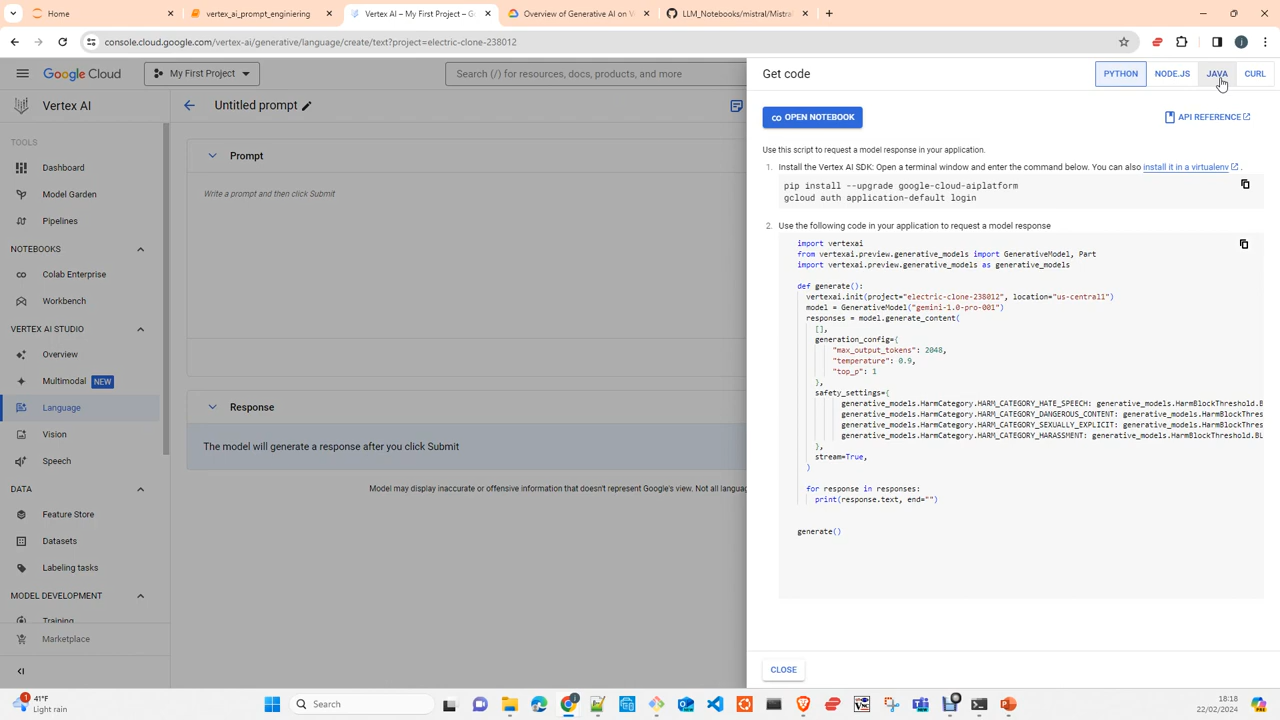 Home
vertex_ai_prompt_enginiering
Vertex AI – My First Project –
Overview of Generative AI on V
LLM_Notebooks/mistral/Mistral
console.cloud.google.com/vertex-ai/generative/language/create/text?project=electric-clone-238012
Google Cloud
My First Project
Search (/) for resources, docs, products, and more
Get code
PYTHON
NODE.JS
JAVA
CURL
Vertex AI
Untitled prompt
OPEN NOTEBOOK
API REFERENCE
TOOLS
Dashboard
Model Garden
Pipelines
NOTEBOOKS
Colab Enterprise
Workbench
VERTEX AI STUDIO
Overview
Multimodal NEW
Language
Vision
Speech
DATA
Feature Store
Datasets
Labeling tasks
MODEL DEVELOPMENT
Training
Marketplace
Prompt
Write a prompt and then click Submit
Response
The model will generate a response after you click Submit
Model may display inaccurate or offensive information that doesn't represent Google's view. Not all languag
Use this script to request a model response in your application.
1. Install the Vertex AI SDK: Open a terminal window and enter the command below. You can also install it in a virtualenv .
pip install --upgrade google-cloud-aiplatform
gcloud auth application-default login
2. Use the following code in your application to request a model response
import vertexai
from vertexai.preview.generative_models import GenerativeModel, Part
import vertexai.preview.generative_models as generative_models
def generate():
vertexai.init(project="electric-clone-238012", location="us-central1")
model = GenerativeModel("gemini-1.0-pro-001")
responses = model.generate_content(
[],
generation_config={
"max_output_tokens": 2048,
"temperature": 0.9,
"top_p": 1
},
safety_settings={
generative_models.HarmCategory.HARM_CATEGORY_HATE_SPEECH: generative_models.HarmBlockThreshold.B
generative_models.HarmCategory.HARM_CATEGORY_DANGEROUS_CONTENT: generative_models.HarmBlockThres
generative_models.HarmCategory.HARM_CATEGORY_SEXUALLY_EXPLICIT: generative_models.HarmBlockThres
generative_models.HarmCategory.HARM_CATEGORY_HARASSMENT: generative_models.HarmBlockThreshold.BL
},
stream=True,
)
for response in responses:
print(response.text, end="")
generate()
CLOSE
1
41°F
Light rain
Search
18:18
22/02/2024